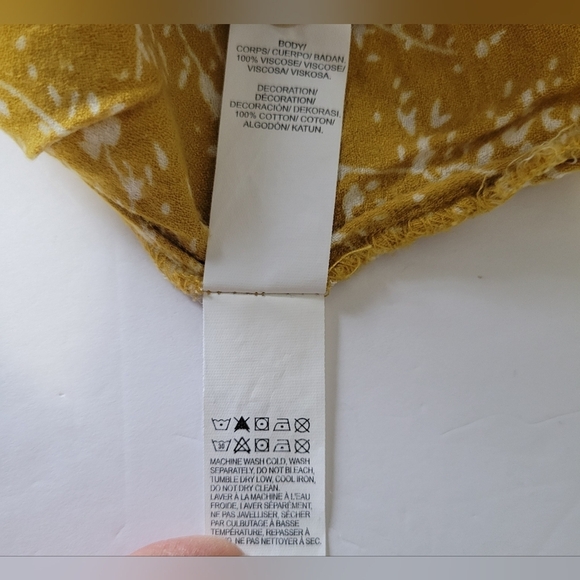 BODY/
CORPS/ CUERPO/ BADAN.
100% VISCOSE/ VISCOSE/
VISCOSA/ VISKOSA.
DECORATION/
DÉCORATION/
DECORACIÓN/ DEKORASI.
100% COTTON/ COTON/
ALGODÓN/ KATUN.
30
MACHINE WASH COLD, WASH
SEPARATELY, DO NOT BLEACH,
TUMBLE DRY LOW, COOL IRON,
DO NOT DRY CLEAN.
LAVER À LA MACHINE À L'EAU
FROIDE, LAVER SÉPARÉMENT,
NE PAS JAVELLISER, SÉCHER
PAR CULBUTAGE À BASSE
TEMPÉRATURE, REPASSER À
NE PAS NETTOYER À SEC.